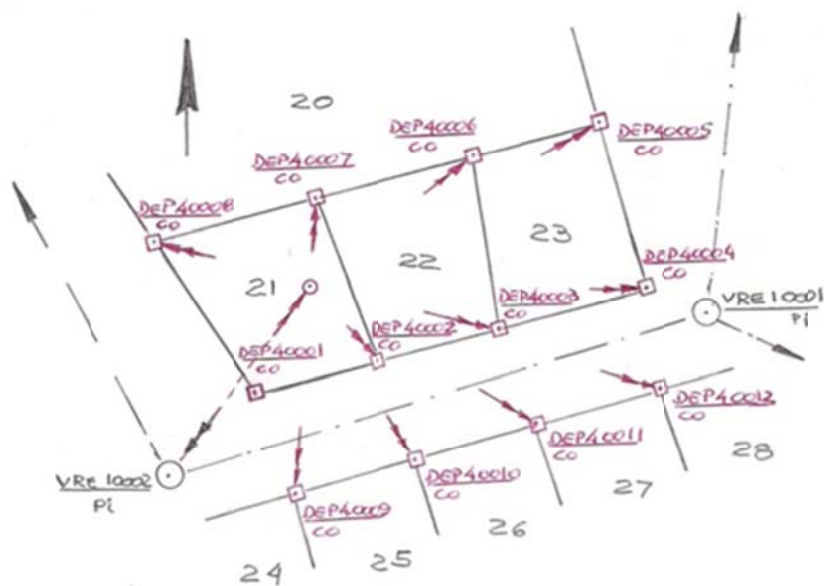 20
DEP40006
CO
DEP40005
CO
DEP40007
CO
DEP40008
CO
23
22
21
DEP40004
CO
DEP40003
CO
VRE10001
Pi
DEP40002
CO
DEP40001
CO
DEP40012
CO
DEP40011
CO
28
VRE10002
Pi
DEP40010
CO
27
DEP40009
CO
26
25
24